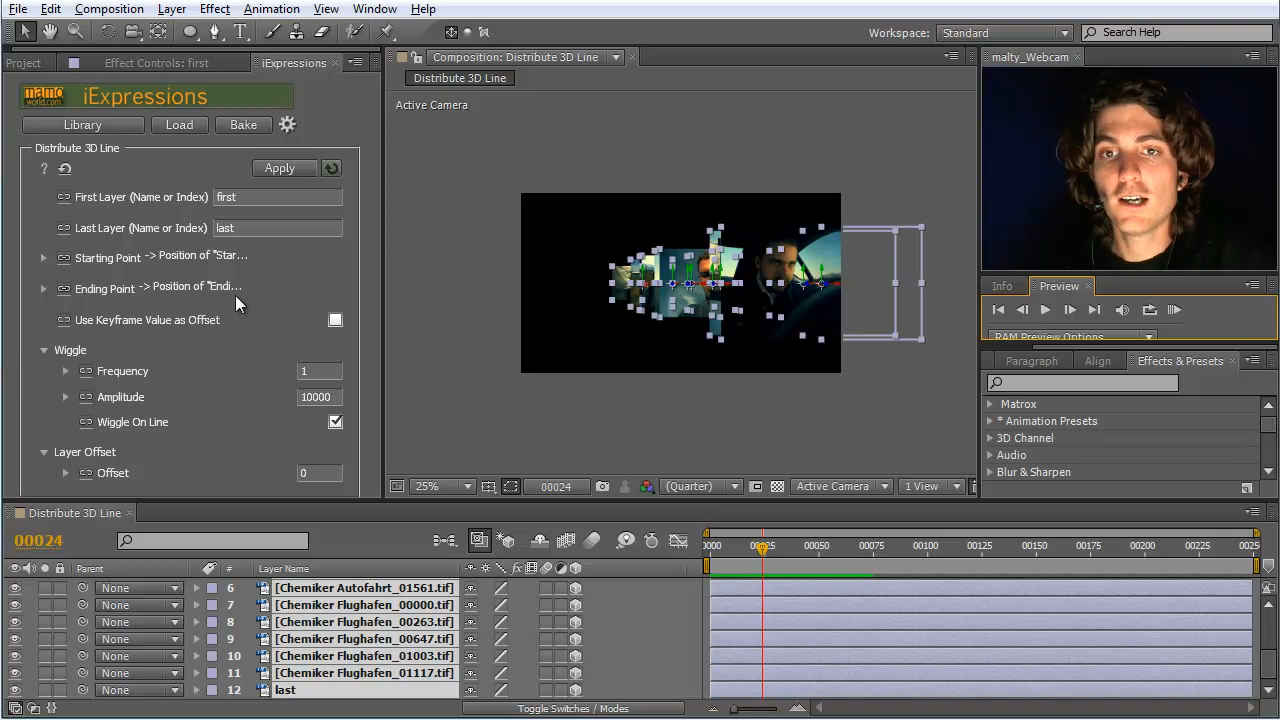 File Edit Composition Layer Effect Animation View Window Help
Workspace: Standard Search Help
Project Effect Controls: first iExpressions Composition: Distribute 3D Line malty_Webcam
Distribute 3D Line
mamo world.com iExpressions
Active Camera
Library Load Bake
Distribute 3D Line
? Apply
First Layer (Name or Index) first
Last Layer (Name or Index) last
Starting Point -> Position of "Star...
Ending Point -> Position of "Endi...
Use Keyframe Value as Offset
Wiggle
Frequency 1
Amplitude 10000
Wiggle On Line
Layer Offset
Offset 0
25% 00024 (Quarter) Active Camera 1 View
Info Preview
RAM Preview Options
Paragraph Align Effects & Presets
Matrox
* Animation Presets
3D Channel
Audio
Blur & Sharpen
Distribute 3D Line
00024
0000 00025 00050 00075 00100 00125 00150 00175 00200 00225 0025
Parent # Layer Name
None 6 [Chemiker Autofahrt_01561.tif]
None 7 [Chemiker Flughafen_00000.tif]
None 8 [Chemiker Flughafen_00263.tif]
None 9 [Chemiker Flughafen_00647.tif]
None 10 [Chemiker Flughafen_01003.tif]
None 11 [Chemiker Flughafen_01117.tif]
None 12 last
Toggle Switches / Modes